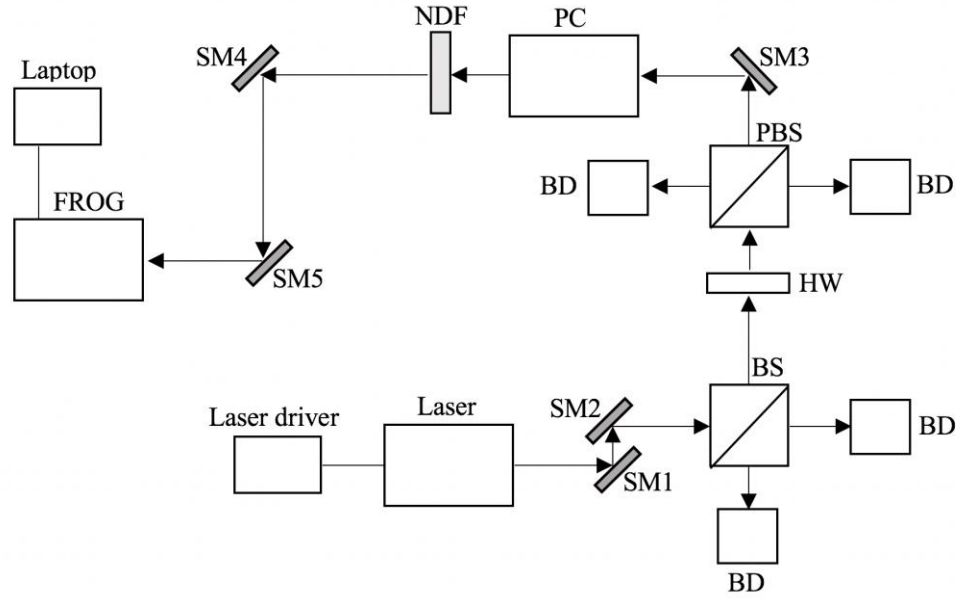 NDF
PC
SM4
SM3
Laptop
PBS
BD
BD
FROG
SM5
HW
BS
SM2
Laser
Laser driver
BD
SM1
BD